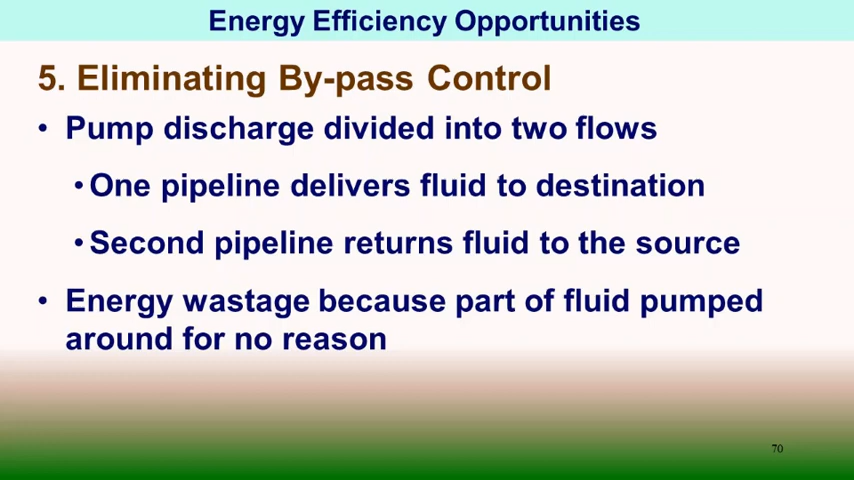 Energy Efficiency Opportunities
5. Eliminating By-pass Control
• Pump discharge divided into two flows
• One pipeline delivers fluid to destination
• Second pipeline returns fluid to the source
• Energy wastage because part of fluid pumped
around for no reason
70